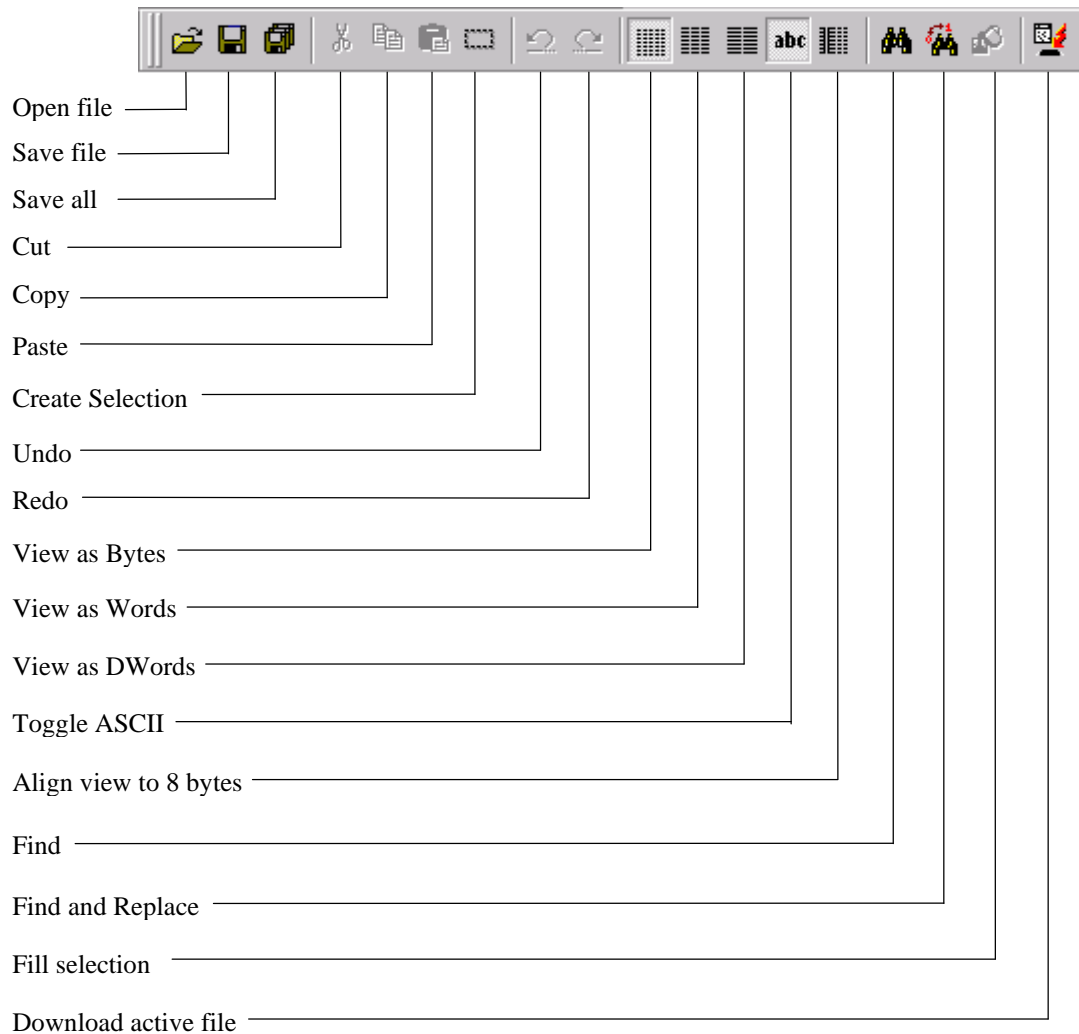 abc
Open file
Save file
Save all
Cut
Copy
Paste
Create Selection
Undo
Redo
View as Bytes
View as Words
View as DWords
Toggle ASCII
Align view to 8 bytes
Find
Find and Replace
Fill selection
Download active file